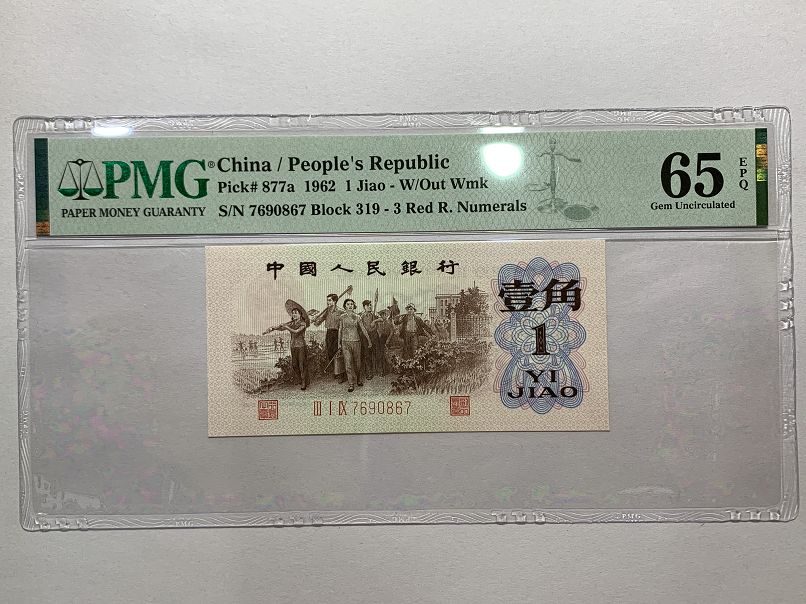 PMG®
PAPER MONEY GUARANTY
China / People's Republic
Pick# 877a 1962 1 Jiao - W/Out Wmk
S/N 7690867 Block 319 - 3 Red R. Numerals
65
EPQ
Gem Uncirculated
中國人民銀行
壹角
1
YI
JIAO
III I IX 7690867
PMG